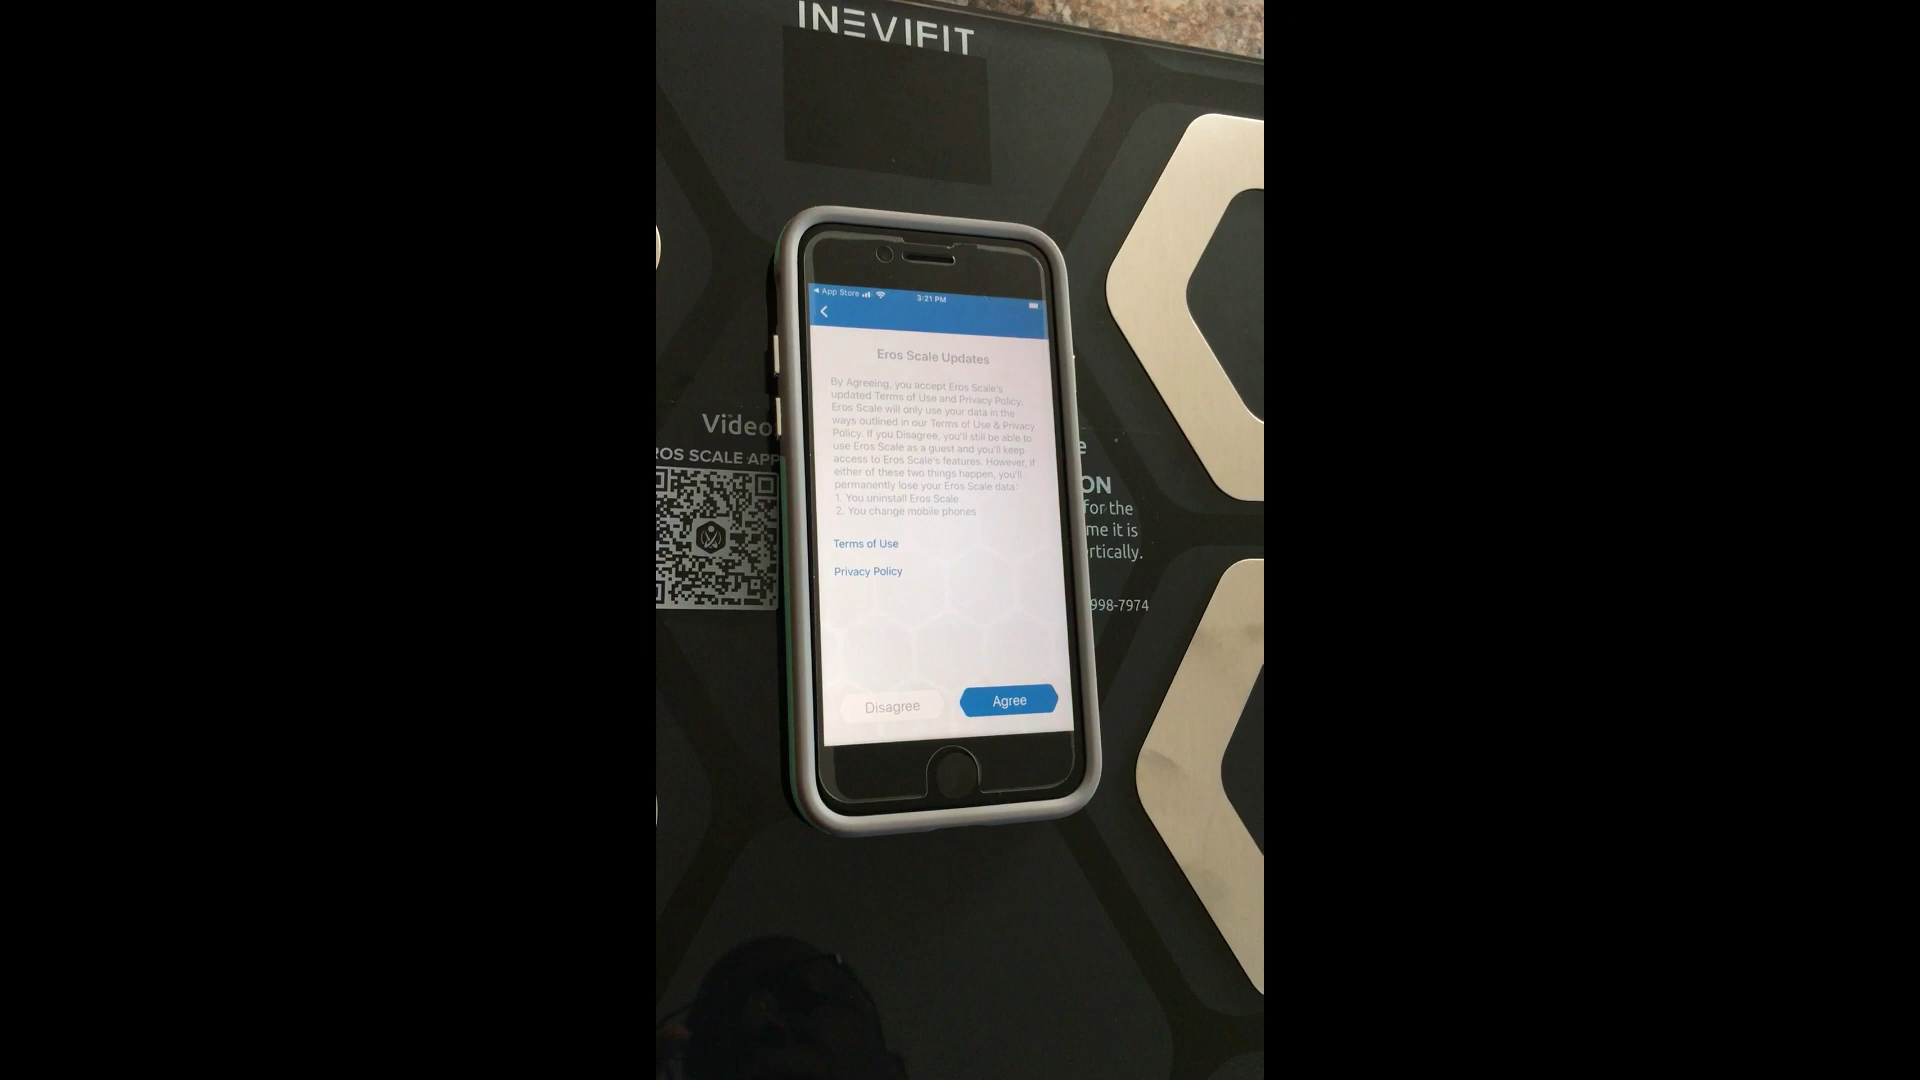 INEVIFIT
App Store
3:21 PM
Eros Scale Updates
By Agreeing, you accept Eros Scale's
updated Terms of Use and Privacy Policy.
Eros Scale will only use your data in the
ways outlined in our Terms of Use & Privacy
Policy. If you Disagree, you'll still be able to
use Eros Scale as a guest and you'll keep
access to Eros Scale's features. However, if
either of these two things happen, you'll
permanently lose your Eros Scale data:
1. You uninstall Eros Scale
2. You change mobile phones
Terms of Use
Privacy Policy
Disagree
Agree
Video
ROS SCALE APP
e
ON
for the
me it is
rtically.
998-7974